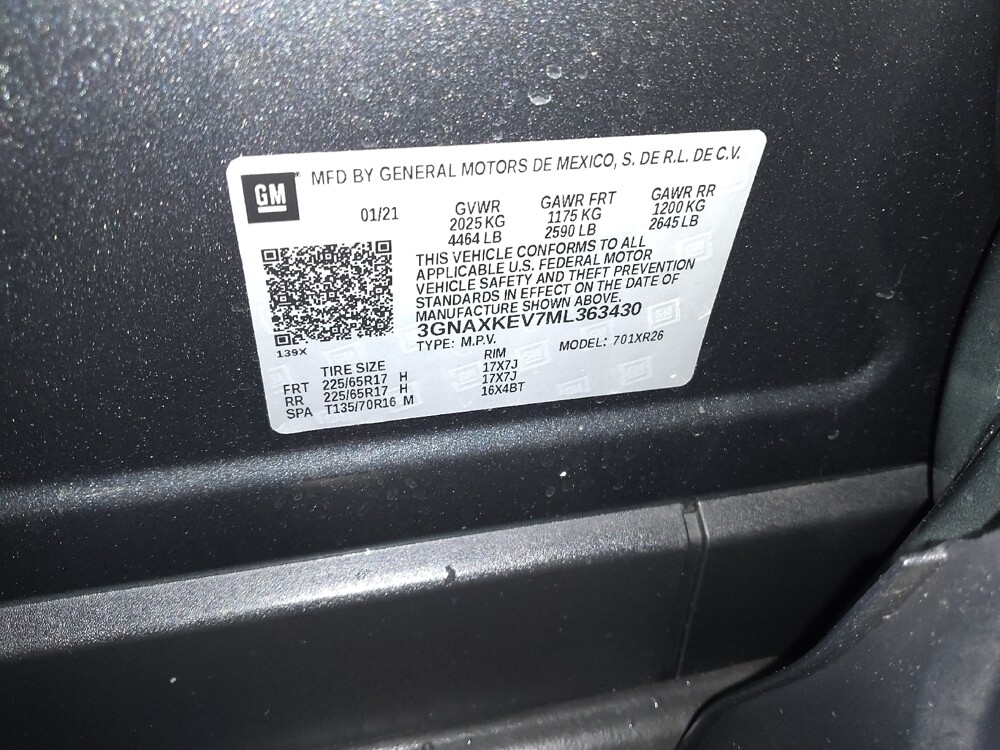 GM
MFD BY GENERAL MOTORS DE MEXICO, S. DE R.L. DE C.V.
01/21
GVWR GAWR FRT GAWR RR
2025 KG 1175 KG 1200 KG
4464 LB 2590 LB 2645 LB
THIS VEHICLE CONFORMS TO ALL
APPLICABLE U.S. FEDERAL MOTOR
VEHICLE SAFETY AND THEFT PREVENTION
STANDARDS IN EFFECT ON THE DATE OF
MANUFACTURE SHOWN ABOVE.
3GNAXKEV7ML363430
TYPE: M.P.V. MODEL: 701XR26
139X
TIRE SIZE RIM
FRT 225/65R17 H 17X7J
RR 225/65R17 H 17X7J
SPA T135/70R16 M 16X4BT